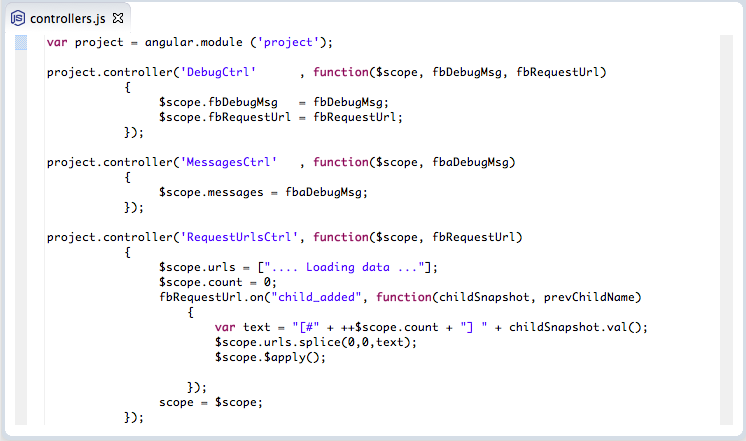 JS controllers.js
var project = angular.module ('project');
project.controller('DebugCtrl'      , function($scope, fbDebugMsg, fbRequestUrl)
           {
                $scope.fbDebugMsg   = fbDebugMsg;
                $scope.fbRequestUrl = fbRequestUrl;
           });
project.controller('MessagesCtrl'   , function($scope, fbaDebugMsg)
           {
                $scope.messages = fbaDebugMsg;
           });
project.controller('RequestUrlsCtrl', function($scope, fbRequestUrl)
           {
                $scope.urls = [".... Loading data ..."];
                $scope.count = 0;
                fbRequestUrl.on("child_added", function(childSnapshot, prevChildName)
                    {
                        var text = "[#" + ++$scope.count + "] " + childSnapshot.val();
                        $scope.urls.splice(0,0,text);
                        $scope.$apply();
                    });
                scope = $scope;
           });